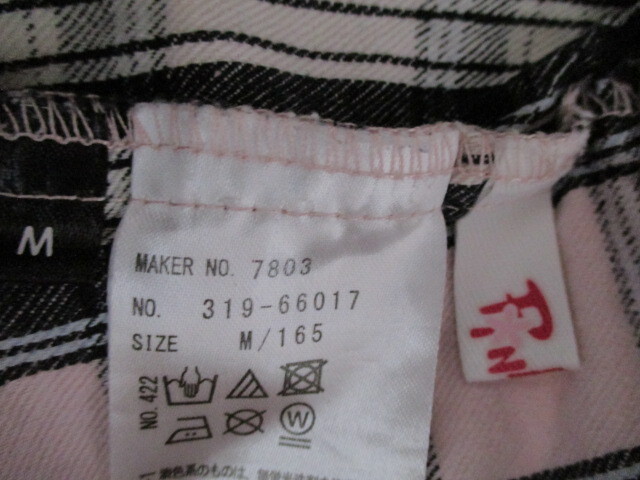 M
MAKER NO. 7803
NO. 319-66017
SIZE M/165
NO. 422
W